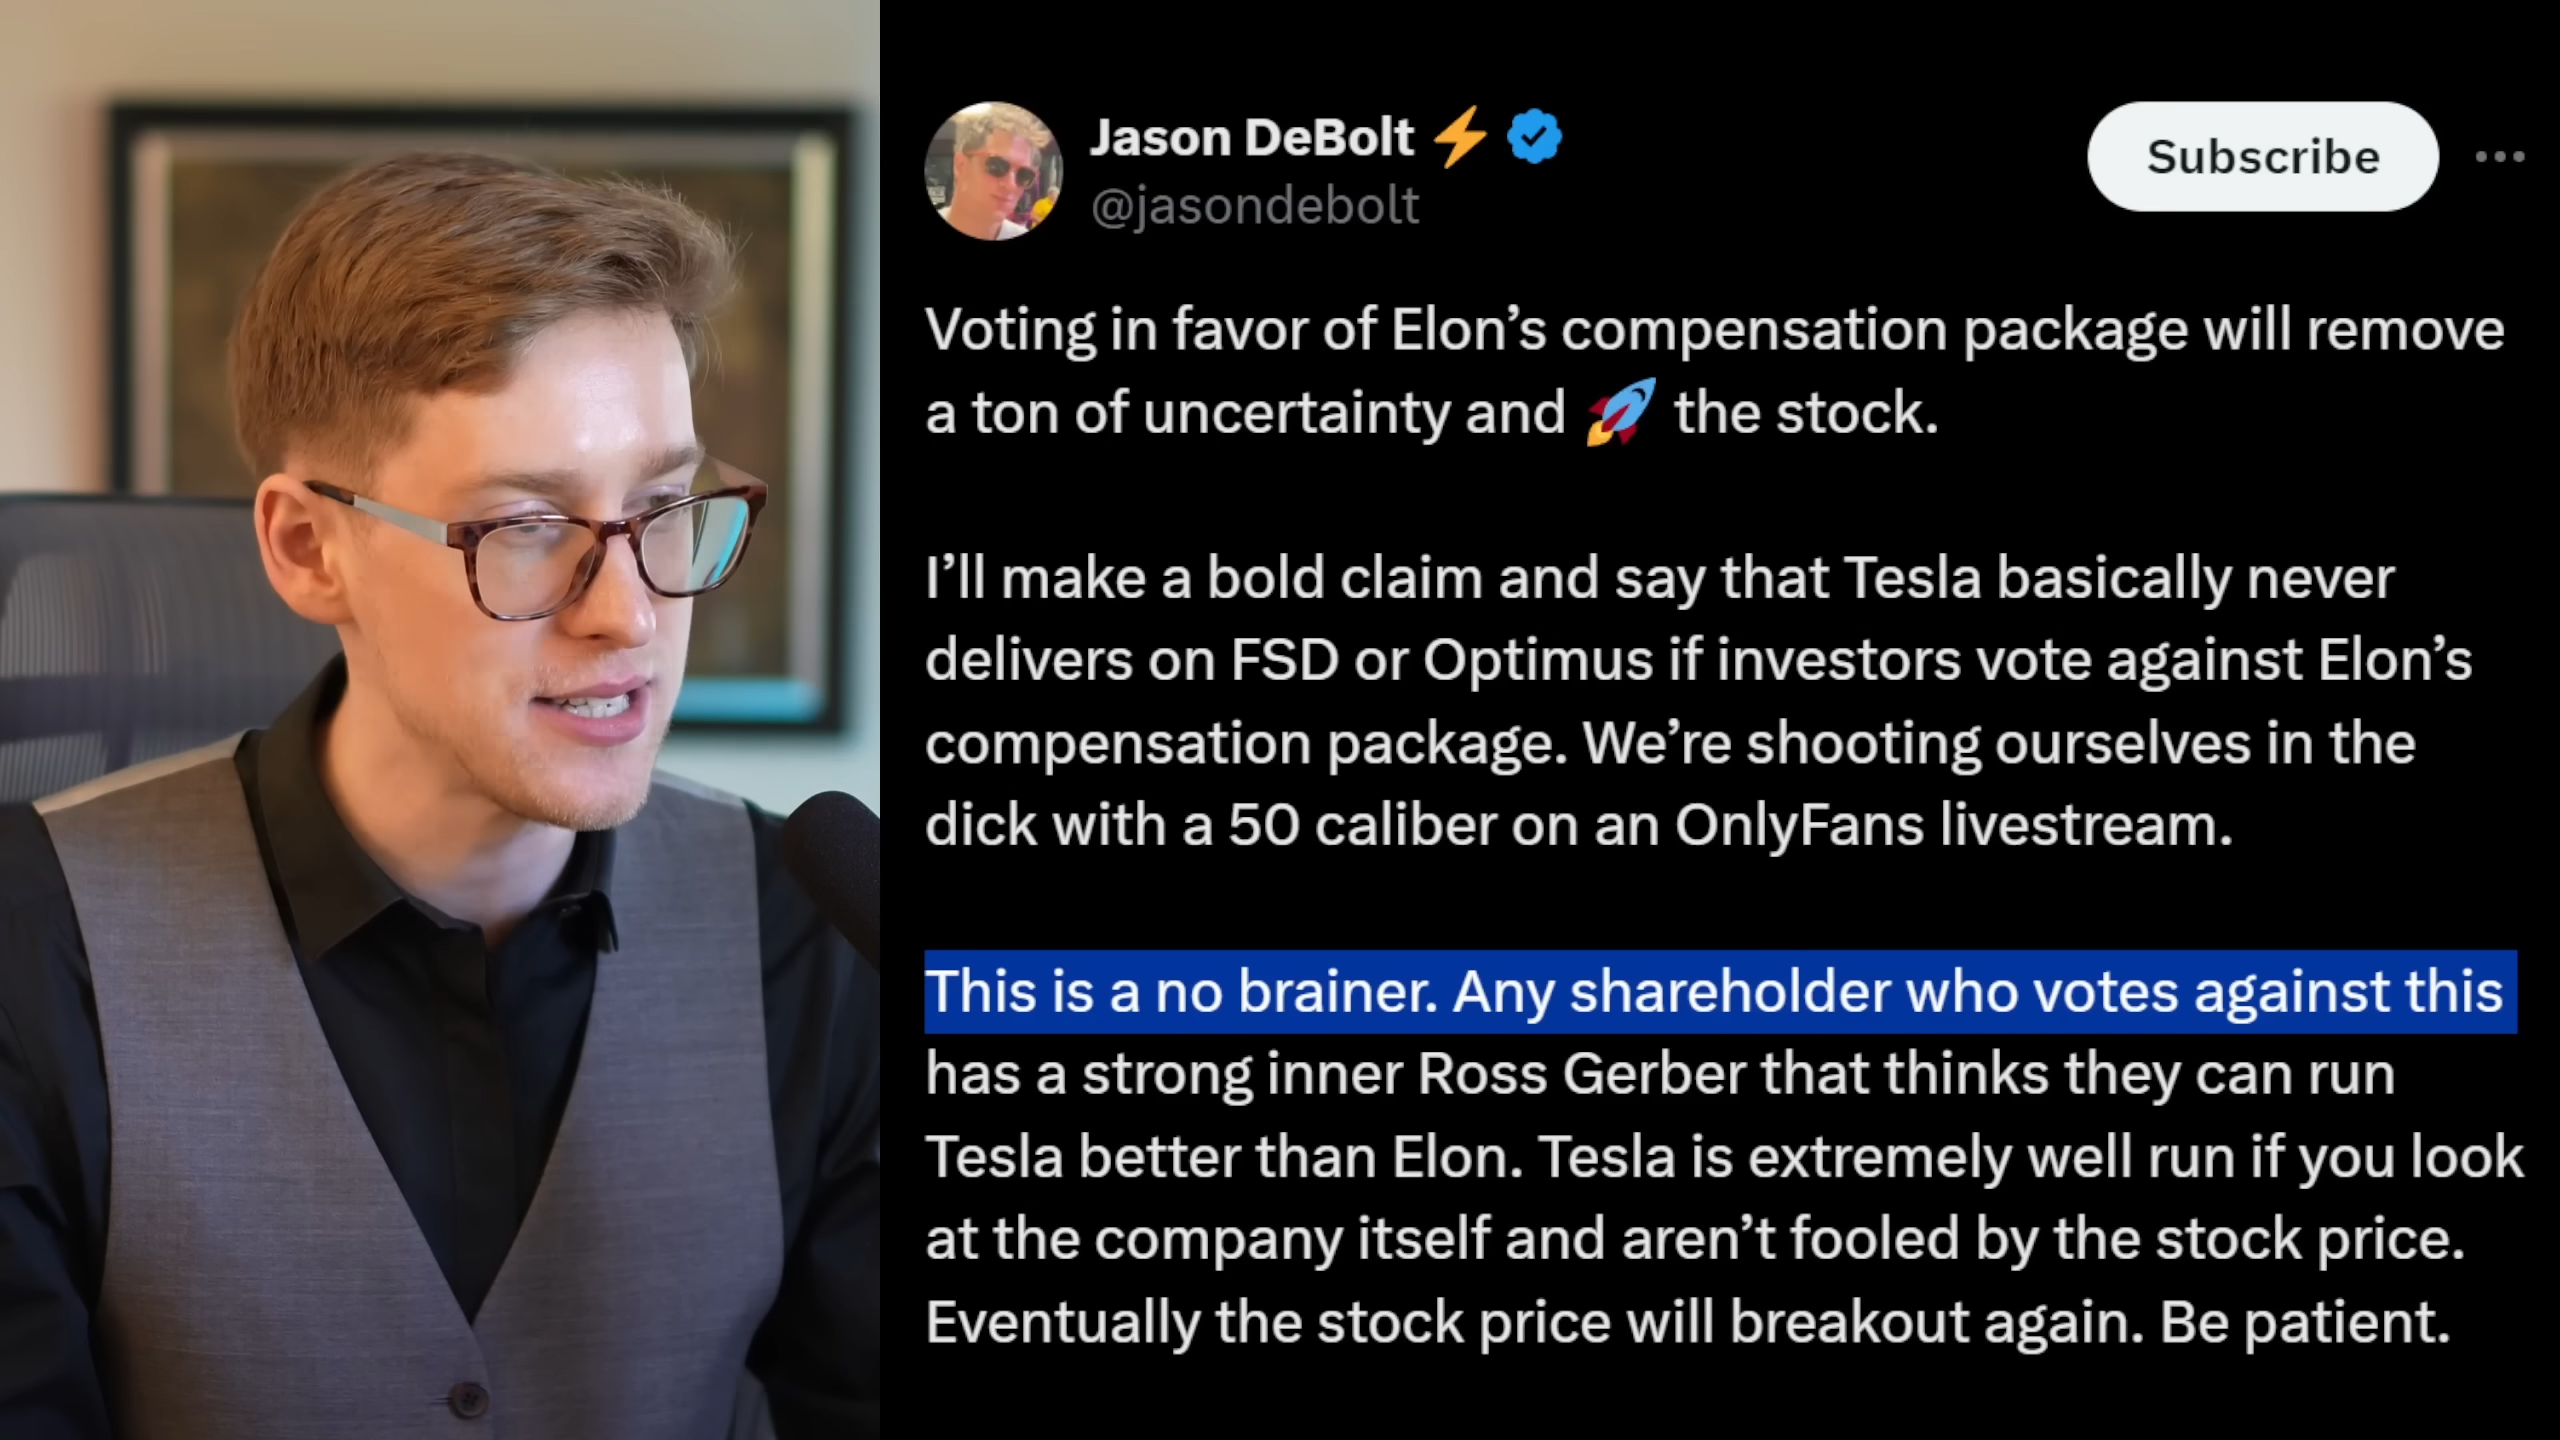 Jason DeBolt ⚡
@jasondebolt
Subscribe
Voting in favor of Elon’s compensation package will remove
a ton of uncertainty and 🚀 the stock.
I’ll make a bold claim and say that Tesla basically never
delivers on FSD or Optimus if investors vote against Elon’s
compensation package. We’re shooting ourselves in the
dick with a 50 caliber on an OnlyFans livestream.
This is a no brainer. Any shareholder who votes against this
has a strong inner Ross Gerber that thinks they can run
Tesla better than Elon. Tesla is extremely well run if you look
at the company itself and aren’t fooled by the stock price.
Eventually the stock price will breakout again. Be patient.